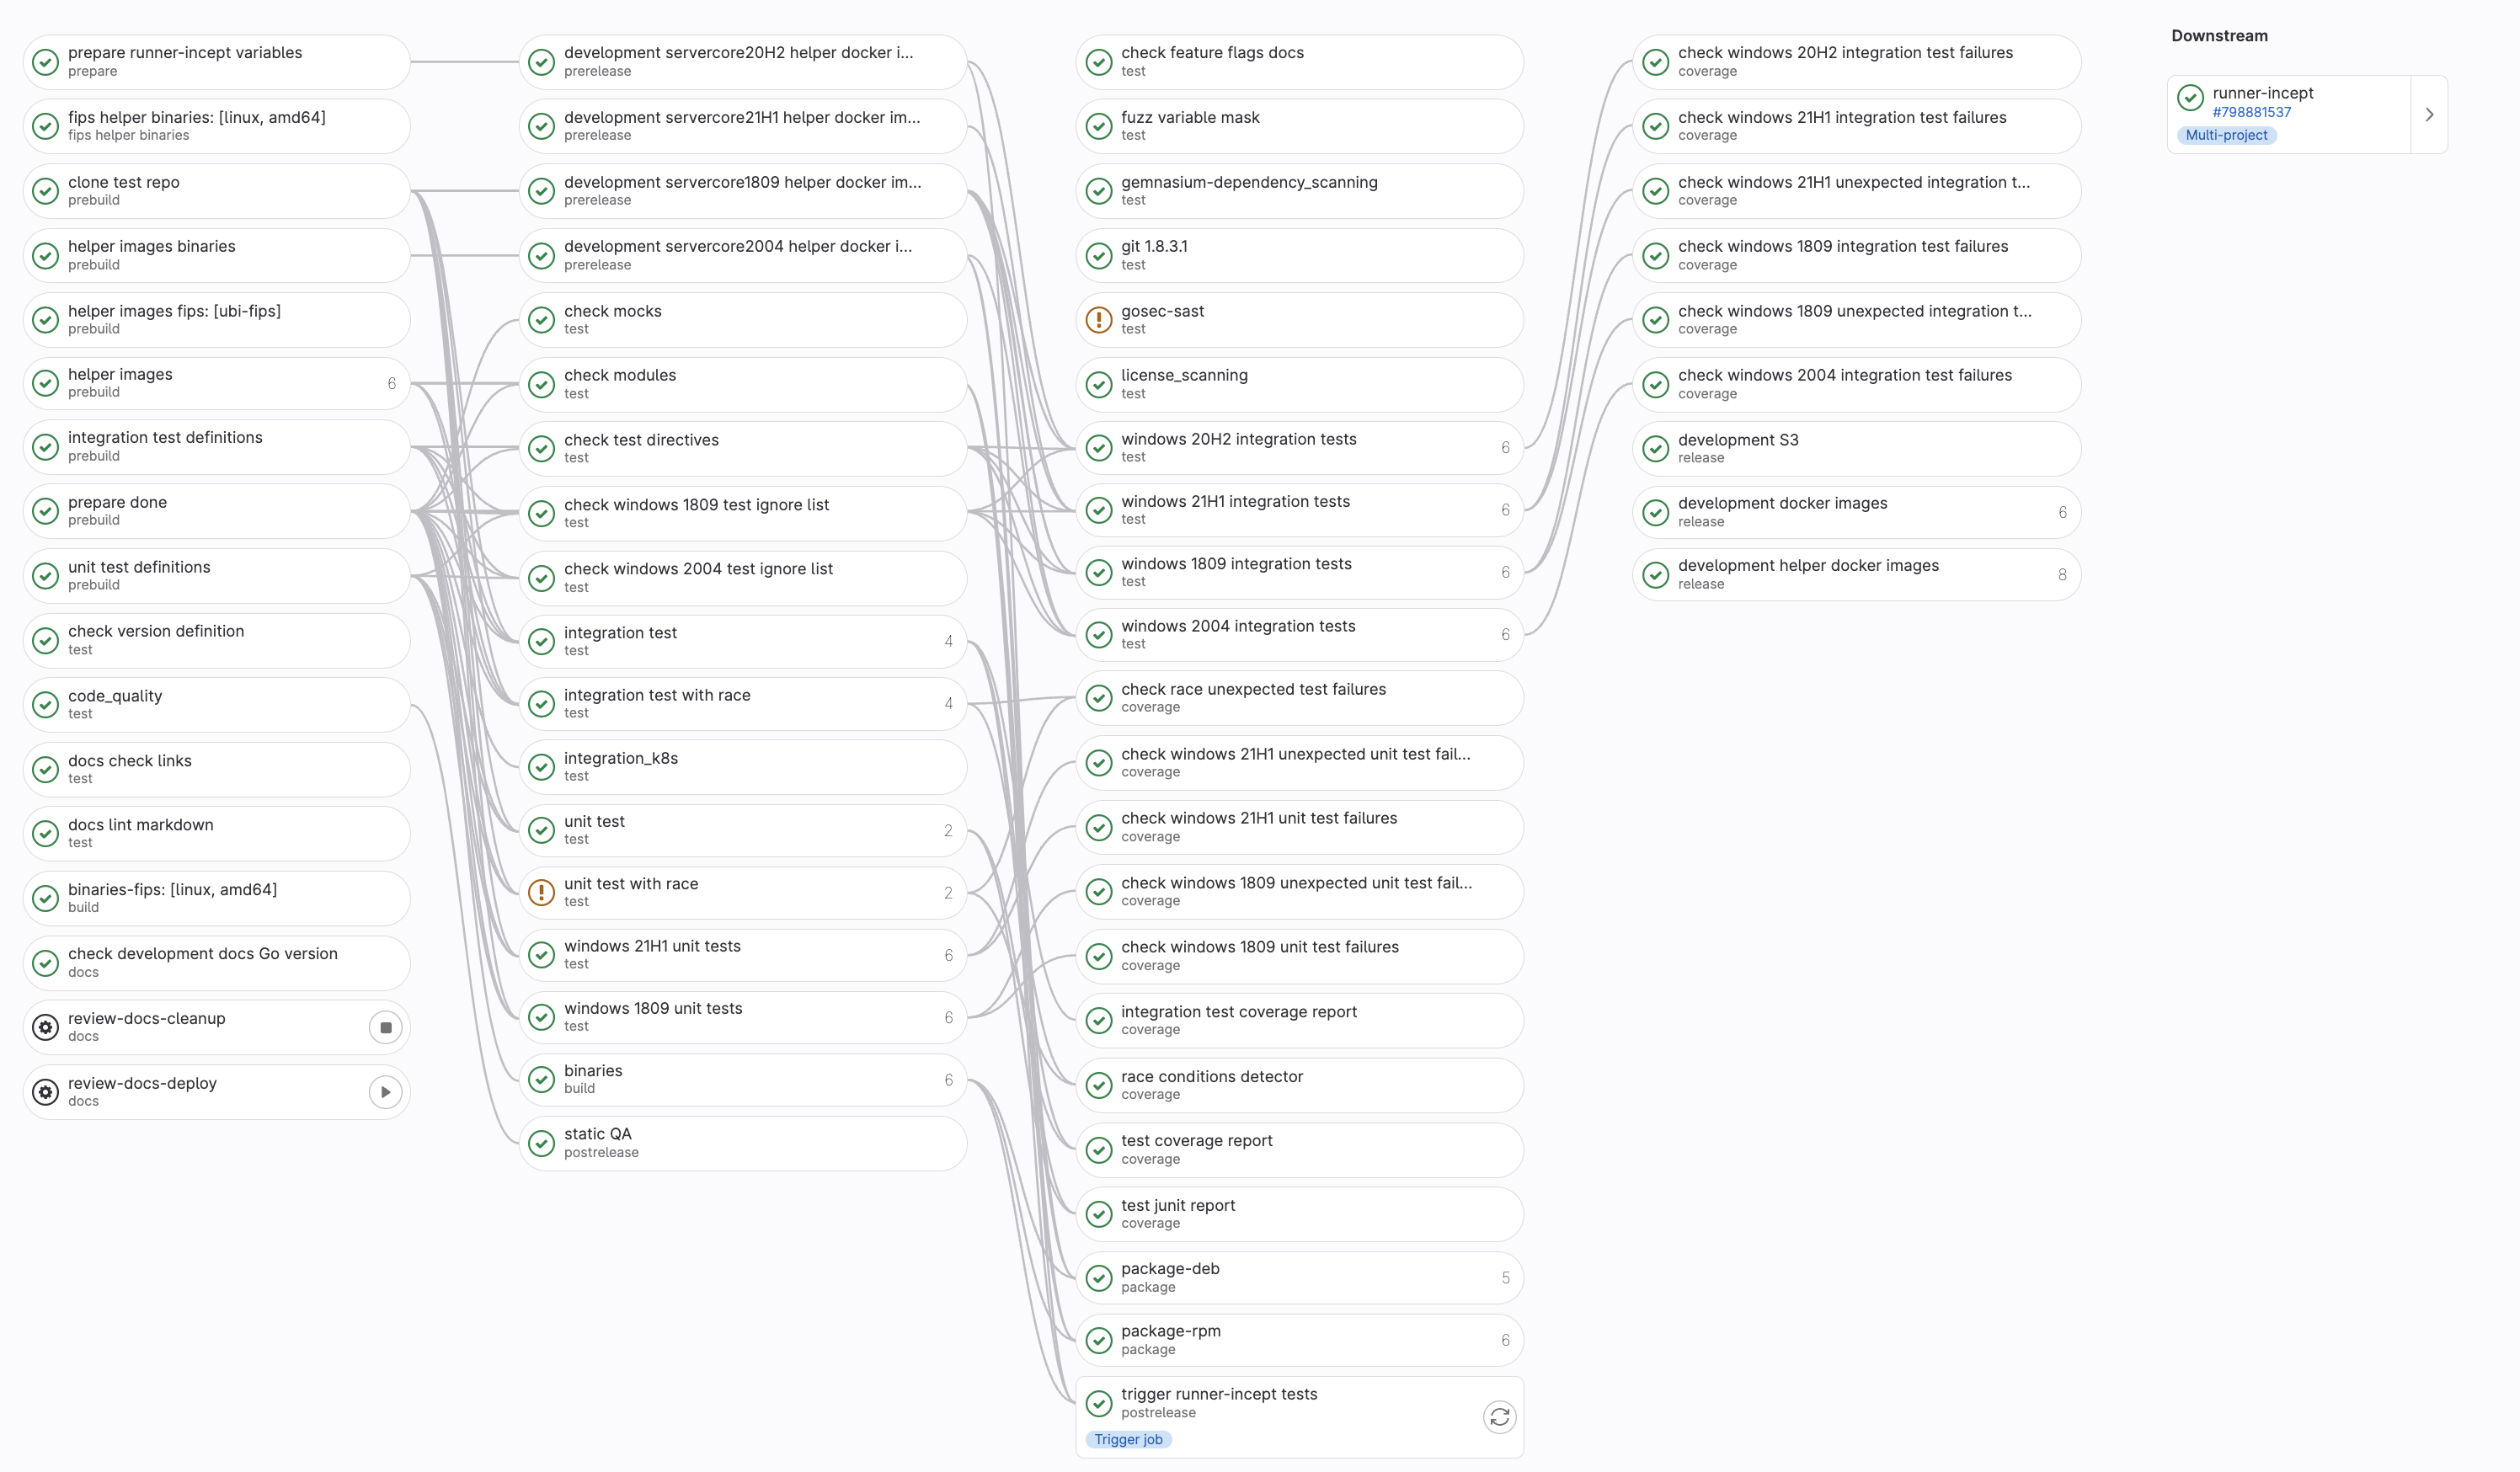 prepare runner-incept variables
prepare
fips helper binaries: [linux, amd64]
fips helper binaries
clone test repo
prebuild
helper images binaries
prebuild
helper images fips: [ubi-fips]
prebuild
helper images
prebuild
6
integration test definitions
prebuild
prepare done
prebuild
unit test definitions
prebuild
check version definition
test
code_quality
test
docs check links
test
docs lint markdown
test
binaries-fips: [linux, amd64]
build
check development docs Go version
docs
review-docs-cleanup
docs
review-docs-deploy
docs
development servercore20H2 helper docker i...
prerelease
development servercore21H1 helper docker im...
prerelease
development servercore1809 helper docker im...
prerelease
development servercore2004 helper docker i...
prerelease
check mocks
test
check modules
test
check test directives
test
check windows 1809 test ignore list
test
check windows 2004 test ignore list
test
integration test
test
4
integration test with race
test
4
integration_k8s
test
unit test
test
2
unit test with race
test
2
windows 21H1 unit tests
test
6
windows 1809 unit tests
test
6
binaries
build
6
static QA
postrelease
check feature flags docs
test
fuzz variable mask
test
gemnasium-dependency_scanning
test
git 1.8.3.1
test
gosec-sast
test
license_scanning
test
windows 20H2 integration tests
test
6
windows 21H1 integration tests
test
6
windows 1809 integration tests
test
6
windows 2004 integration tests
test
6
check race unexpected test failures
coverage
check windows 21H1 unexpected unit test fail...
coverage
check windows 21H1 unit test failures
coverage
check windows 1809 unexpected unit test fail...
coverage
check windows 1809 unit test failures
coverage
integration test coverage report
coverage
race conditions detector
coverage
test coverage report
coverage
test junit report
coverage
package-deb
package
5
package-rpm
package
6
trigger runner-incept tests
postrelease
Trigger job
check windows 20H2 integration test failures
coverage
check windows 21H1 integration test failures
coverage
check windows 21H1 unexpected integration t...
coverage
check windows 1809 integration test failures
coverage
check windows 1809 unexpected integration t...
coverage
check windows 2004 integration test failures
coverage
development S3
release
development docker images
release
6
development helper docker images
release
8
Downstream
runner-incept
#798881537
Multi-project